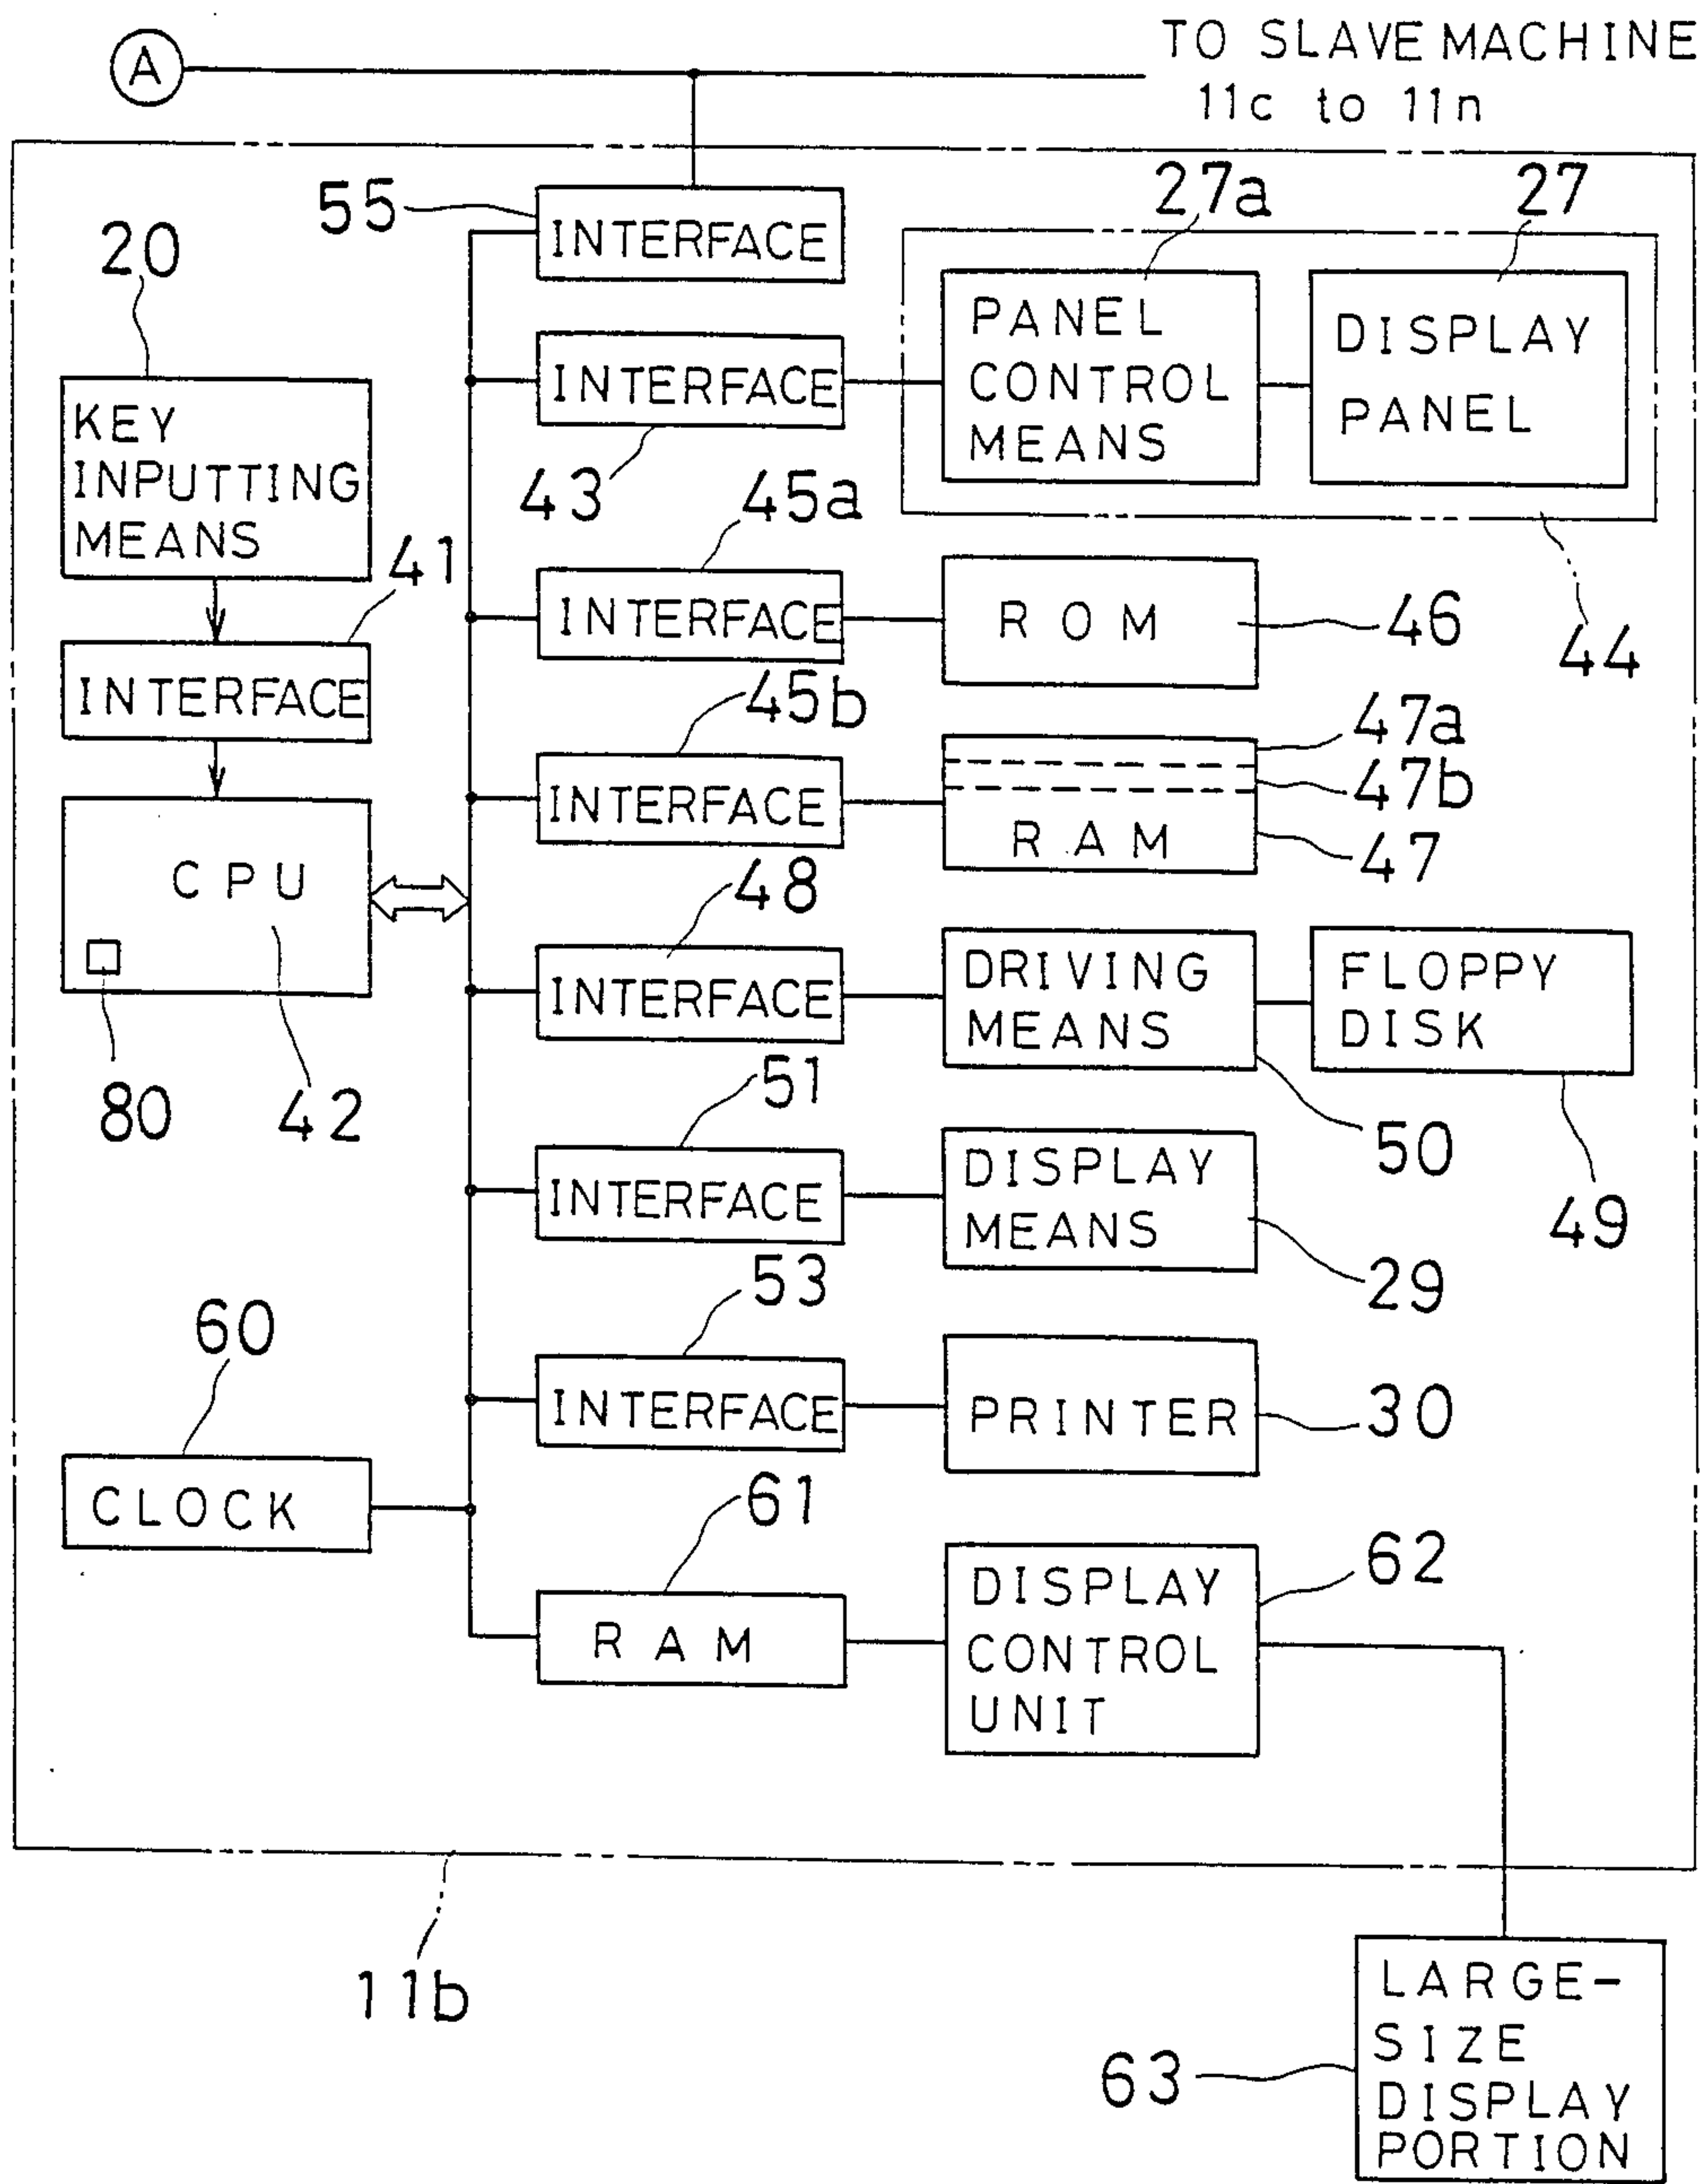 A
TO SLAVE MACHINE
11c to 11n
55
INTERFACE
27a
27
20
PANEL
CONTROL
MEANS
DISPLAY
PANEL
INTERFACE
43
KEY
INPUTTING
MEANS
41
45a
INTERFACE
ROM
46
44
INTERFACE
45b
INTERFACE
47a
47b
RAM
47
CPU
80
42
48
INTERFACE
DRIVING
MEANS
50
FLOPPY
DISK
49
51
INTERFACE
DISPLAY
MEANS
29
53
INTERFACE
PRINTER
30
60
CLOCK
61
RAM
DISPLAY
CONTROL
UNIT
62
11b
63
LARGE-
SIZE
DISPLAY
PORTION